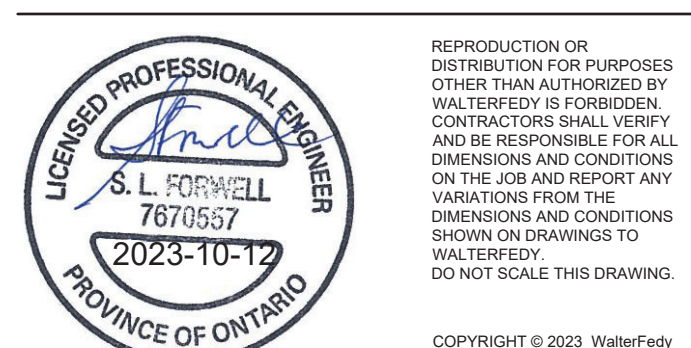 LICENSED PROFESSIONAL ENGINEER
S. L. FORWELL
7670557
2023-10-12
PROVINCE OF ONTARIO
REPRODUCTION OR
DISTRIBUTION FOR PURPOSES
OTHER THAN AUTHORIZED BY
WALTERFEDY IS FORBIDDEN.
CONTRACTORS SHALL VERIFY
AND BE RESPONSIBLE FOR ALL
DIMENSIONS AND CONDITIONS
ON THE JOB AND REPORT ANY
VARIATIONS FROM THE
DIMENSIONS AND CONDITIONS
SHOWN ON DRAWINGS TO
WALTERFEDY.
DO NOT SCALE THIS DRAWING.
COPYRIGHT © 2023 WalterFedy